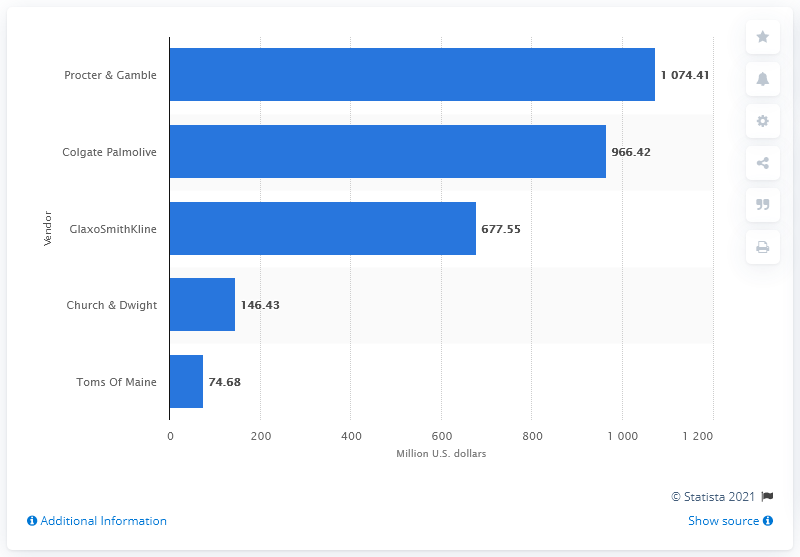 Procter & Gamble
1 074.41
Colgate Palmolive
966.42
Vendor
GlaxoSmithKline
677.55
Church & Dwight
146.43
Toms Of Maine
74.68
0 200 400 600 800 1 000 1 200
Million U.S. dollars
© Statista 2021
Additional Information
Show source